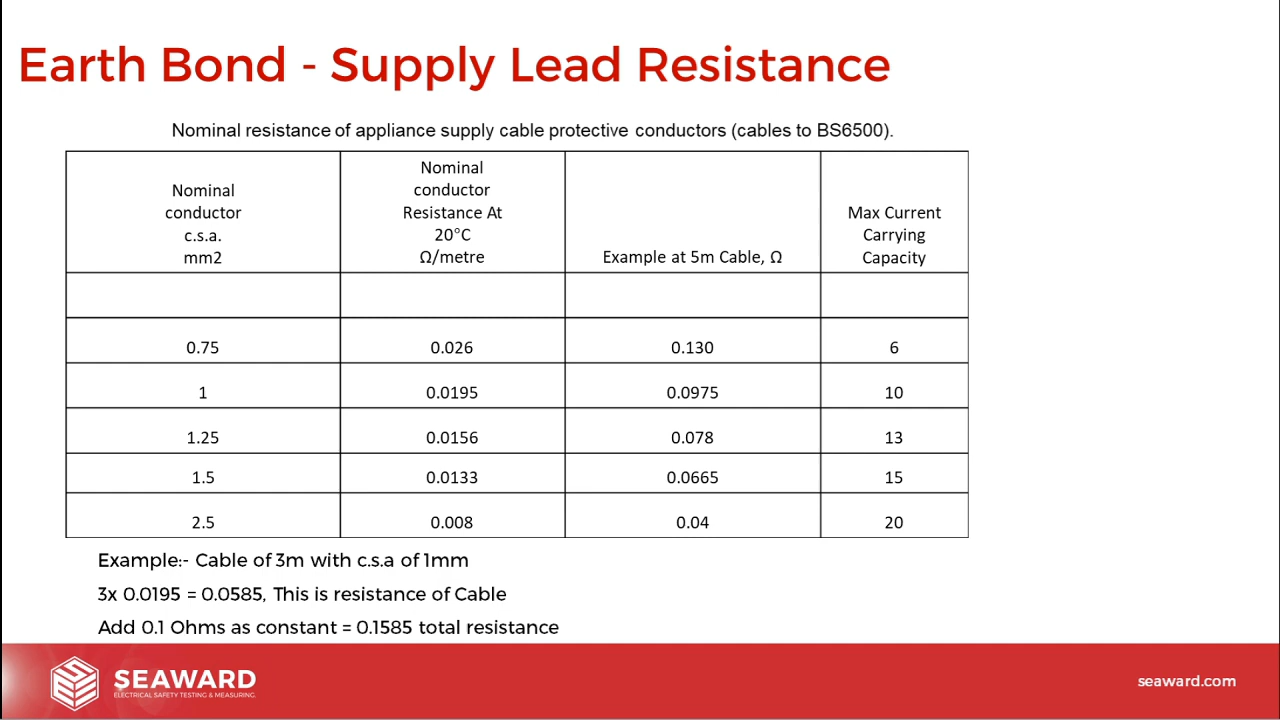 Earth Bond - Supply Lead Resistance
Nominal resistance of appliance supply cable protective conductors (cables to BS6500).
Nominal
conductor
c.s.a.
mm2
Nominal
conductor
Resistance At
20°C
Ω/metre
Example at 5m Cable, Ω
Max Current
Carrying
Capacity
0.75 0.026 0.130 6
1 0.0195 0.0975 10
1.25 0.0156 0.078 13
1.5 0.0133 0.0665 15
2.5 0.008 0.04 20
Example:- Cable of 3m with c.s.a of 1mm
3x 0.0195 = 0.0585, This is resistance of Cable
Add 0.1 Ohms as constant = 0.1585 total resistance
SEAWARD
ELECTRICAL SAFETY TESTING & MEASURING.
seaward.com